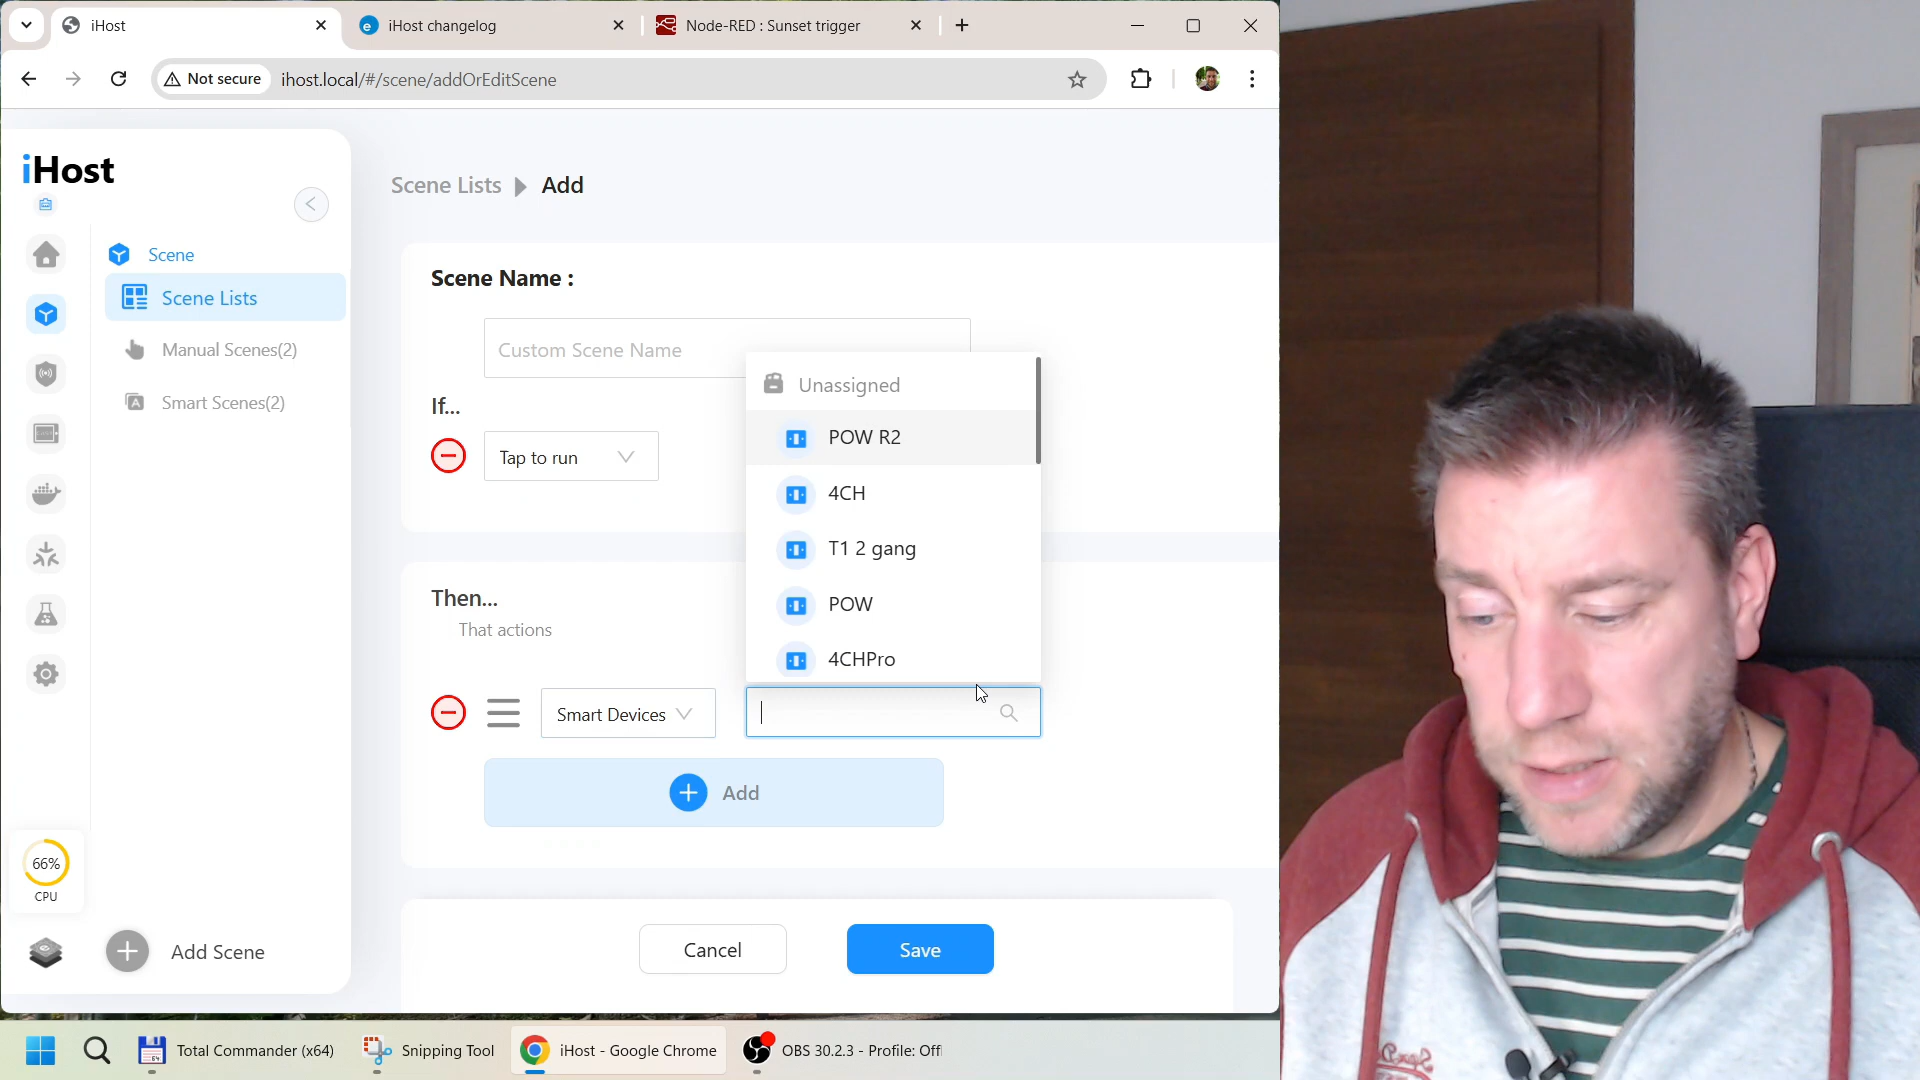 iHost
iHost changelog
Node-RED : Sunset trigger
Not secure
ihost.local/#/scene/addOrEditScene
iHost
Scene
Scene Lists
Manual Scenes(2)
Smart Scenes(2)
66%
CPU
Add Scene
Scene Lists
Add
Scene Name :
Custom Scene Name
If...
Tap to run
Unassigned
POW R2
4CH
T1 2 gang
POW
4CHPro
Then...
That actions
Smart Devices
Add
Cancel
Save
Total Commander (x64)
Snipping Tool
iHost - Google Chrome
OBS 30.2.3 - Profile: Off